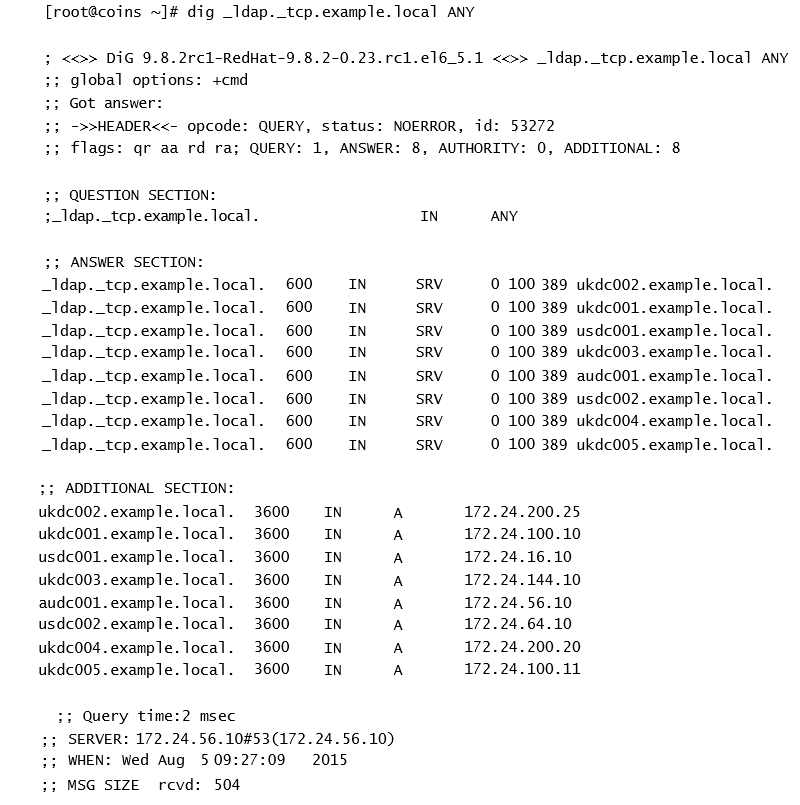 [root@coins ~]# dig _ldap._tcp.example.local ANY
; <<>> DiG 9.8.2rc1-RedHat-9.8.2-0.23.rc1.el6_5.1 <<>> _ldap._tcp.example.local ANY
;; global options: +cmd
;; Got answer:
;; ->>HEADER<<- opcode: QUERY, status: NOERROR, id: 53272
;; flags: qr aa rd ra; QUERY: 1, ANSWER: 8, AUTHORITY: 0, ADDITIONAL: 8
;; QUESTION SECTION:
;_ldap._tcp.example.local. IN ANY
;; ANSWER SECTION:
_ldap._tcp.example.local. 600 IN SRV 0 100 389 ukdc002.example.local.
_ldap._tcp.example.local. 600 IN SRV 0 100 389 ukdc001.example.local.
_ldap._tcp.example.local. 600 IN SRV 0 100 389 usdc001.example.local.
_ldap._tcp.example.local. 600 IN SRV 0 100 389 ukdc003.example.local.
_ldap._tcp.example.local. 600 IN SRV 0 100 389 audc001.example.local.
_ldap._tcp.example.local. 600 IN SRV 0 100 389 usdc002.example.local.
_ldap._tcp.example.local. 600 IN SRV 0 100 389 ukdc004.example.local.
_ldap._tcp.example.local. 600 IN SRV 0 100 389 ukdc005.example.local.
;; ADDITIONAL SECTION:
ukdc002.example.local. 3600 IN A 172.24.200.25
ukdc001.example.local. 3600 IN A 172.24.100.10
usdc001.example.local. 3600 IN A 172.24.16.10
ukdc003.example.local. 3600 IN A 172.24.144.10
audc001.example.local. 3600 IN A 172.24.56.10
usdc002.example.local. 3600 IN A 172.24.64.10
ukdc004.example.local. 3600 IN A 172.24.200.20
ukdc005.example.local. 3600 IN A 172.24.100.11
;; Query time:2 msec
;; SERVER: 172.24.56.10#53(172.24.56.10)
;; WHEN: Wed Aug 5 09:27:09 2015
;; MSG SIZE rcvd: 504